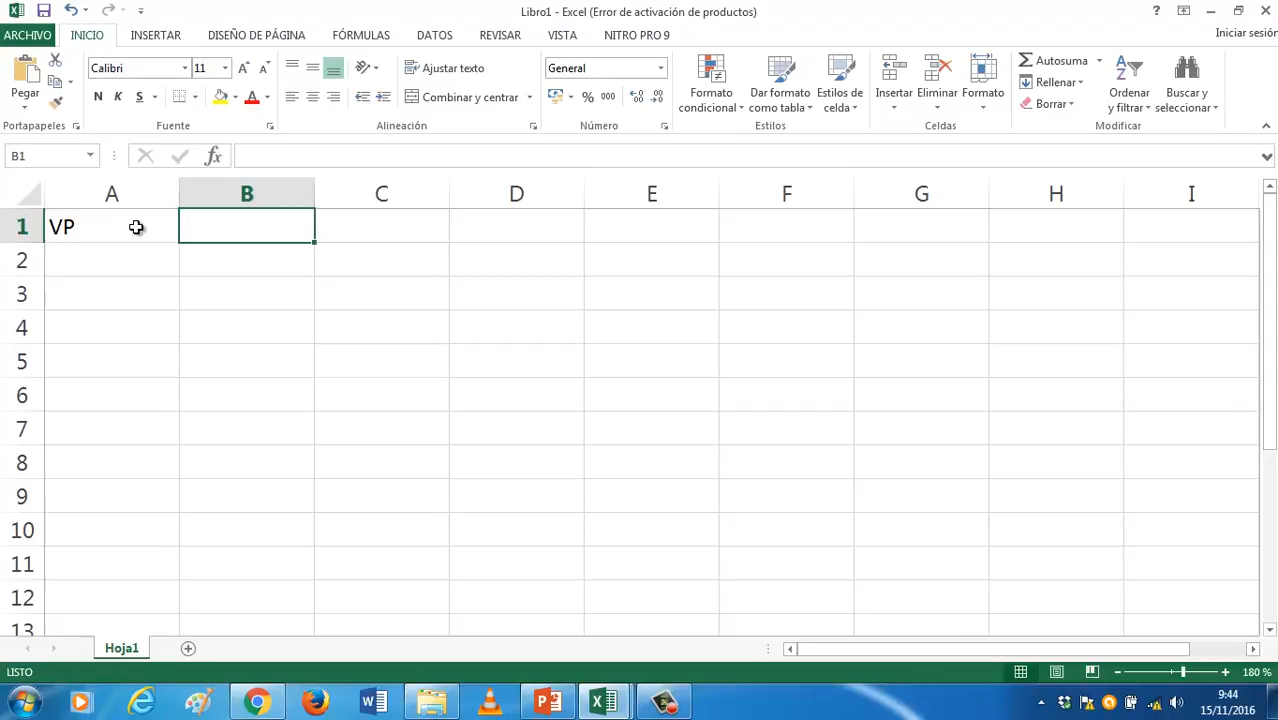 Libro1 - Excel (Error de activación de productos)
ARCHIVO INICIO INSERTAR DISEÑO DE PÁGINA FÓRMULAS DATOS REVISAR VISTA NITRO PRO 9 Iniciar sesión
Pegar
Calibri 11
N K S
Ajustar texto
Combinar y centrar
General
% 000
Formato condicional
Dar formato como tabla
Estilos de celda
Insertar
Eliminar
Formato
Autosuma
Rellenar
Borrar
Ordenar y filtrar
Buscar y seleccionar
Portapapeles Fuente Alineación Número Estilos Celdas Modificar
B1 fx
A B C D E F G H I
1 VP
2
3
4
5
6
7
8
9
10
11
12
13
Hoja1
LISTO 180 %
9:44
15/11/2016